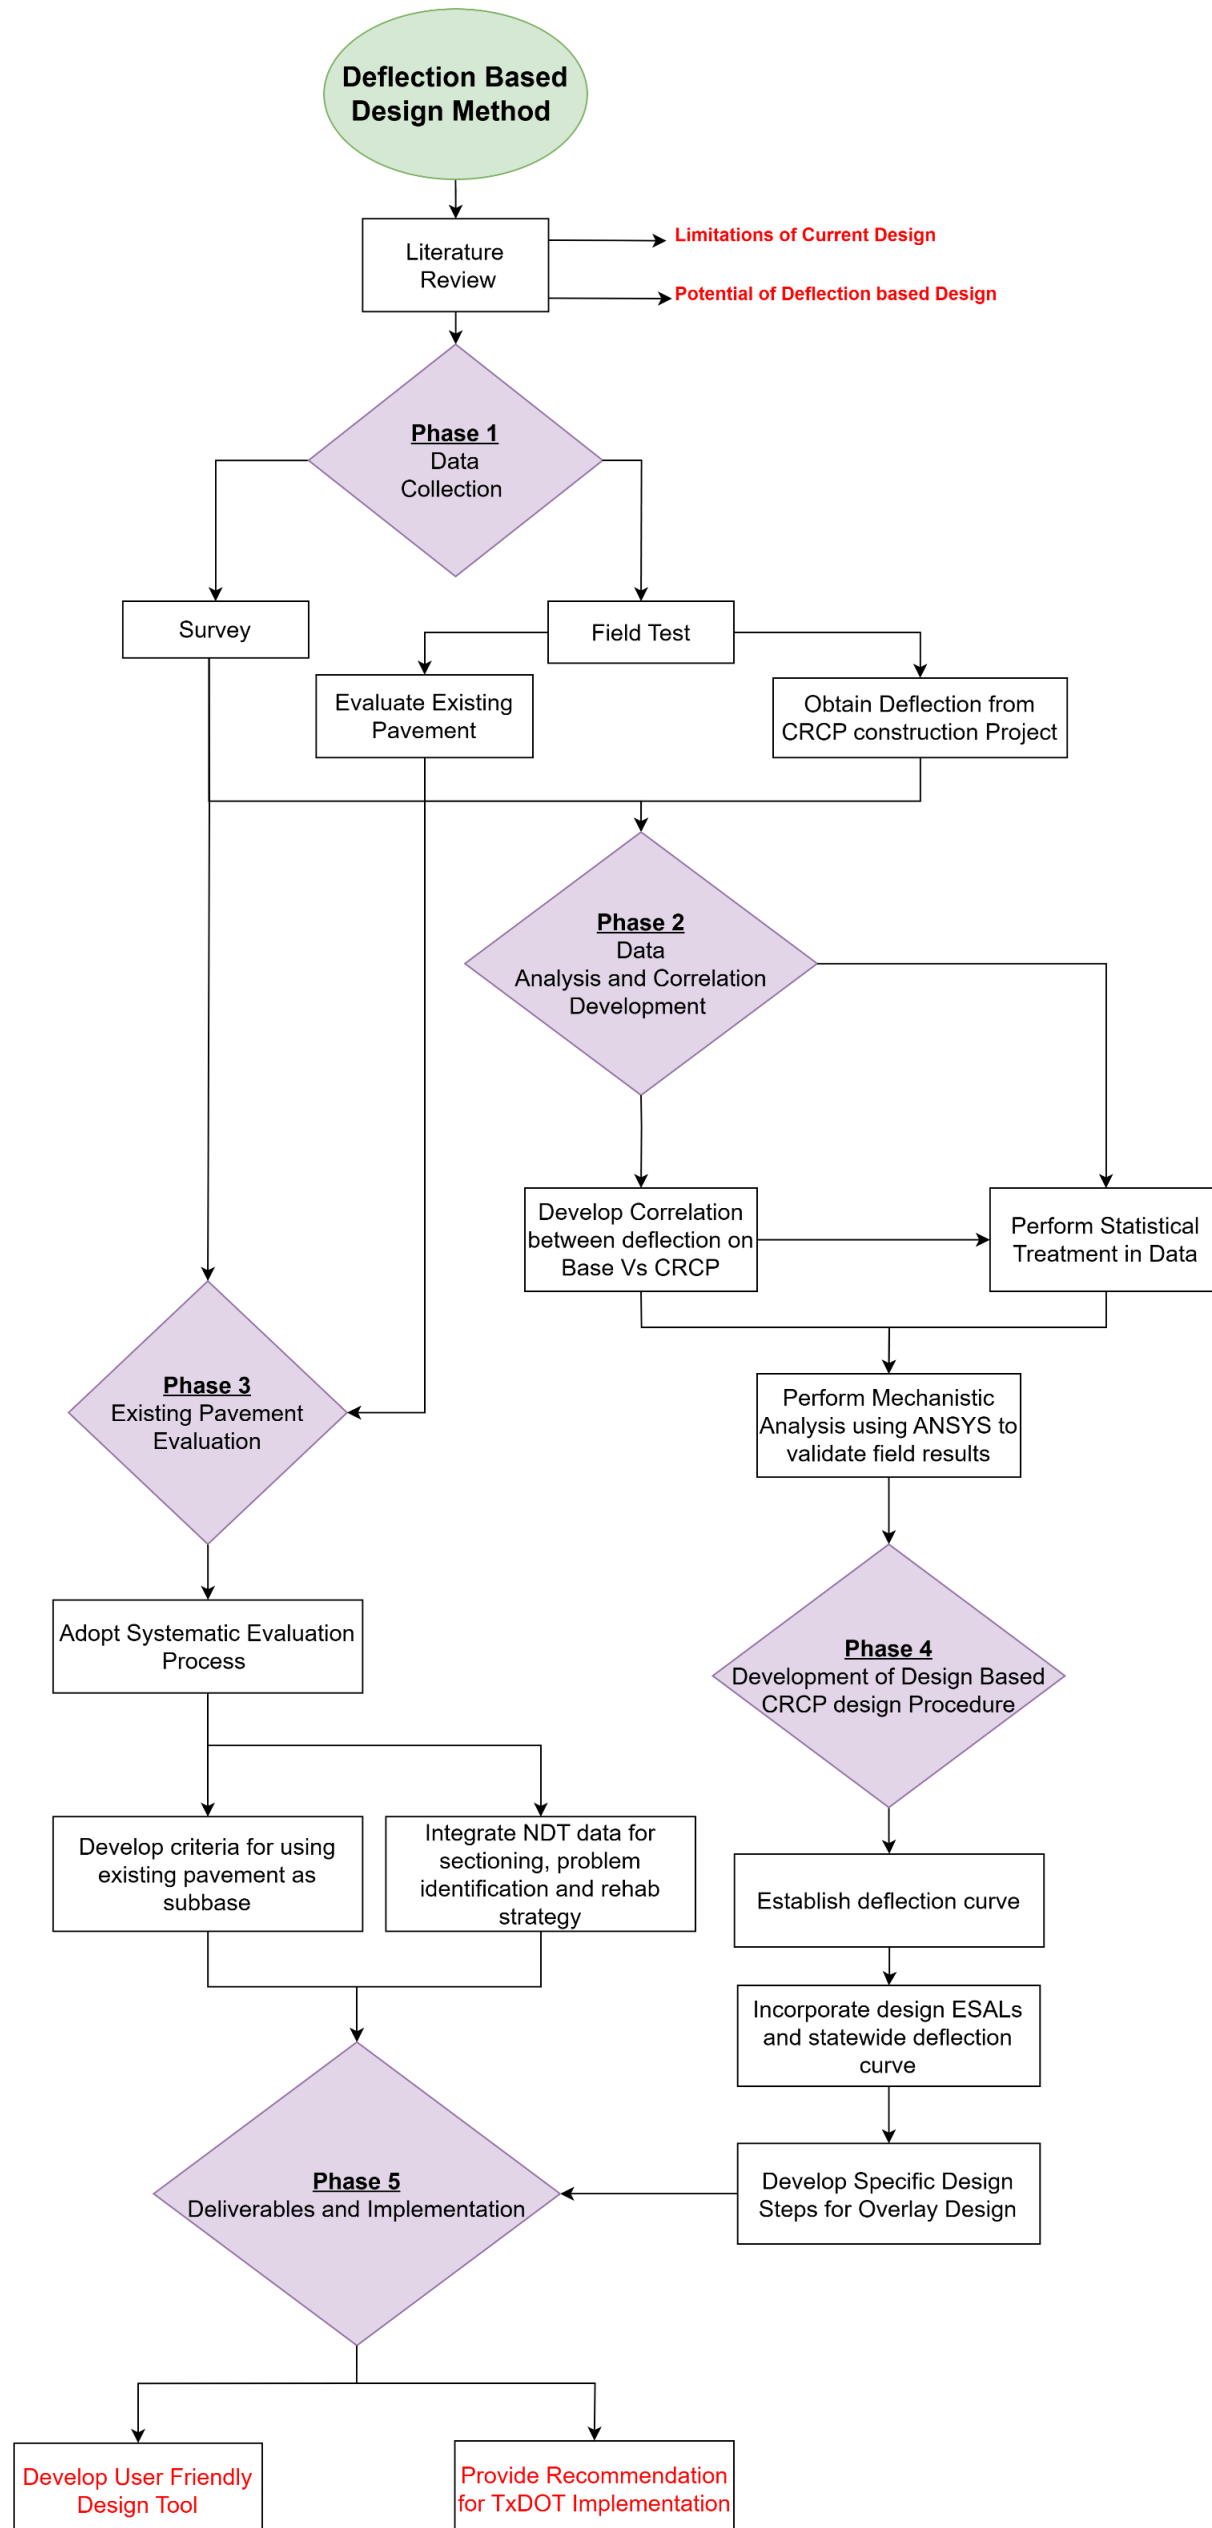 Deflection Based
Design Method
Literature
Review
Limitations of Current Design
Potential of Deflection based Design
Phase 1
Data
Collection
Survey
Field Test
Evaluate Existing
Pavement
Obtain Deflection from
CRCP construction Project
Phase 2
Data
Analysis and Correlation
Development
Develop Correlation
between deflection on
Base Vs CRCP
Perform Statistical
Treatment in Data
Phase 3
Existing Pavement
Evaluation
Perform Mechanistic
Analysis using ANSYS to
validate field results
Adopt Systematic Evaluation
Process
Phase 4
Development of Design Based
CRCP design Procedure
Develop criteria for using
existing pavement as
subbase
Integrate NDT data for
sectioning, problem
identification and rehab
strategy
Establish deflection curve
Incorporate design ESALs
and statewide deflection
curve
Phase 5
Deliverables and Implementation
Develop Specific Design
Steps for Overlay Design
Develop User Friendly
Design Tool
Provide Recommendation
for TxDOT Implementation